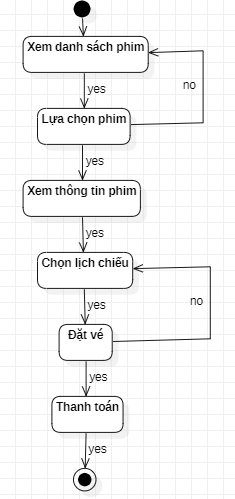 Xem danh sách phim
yes
no
Lựa chọn phim
yes
Xem thông tin phim
yes
Chọn lịch chiếu
yes
no
Đặt vé
yes
Thanh toán
yes